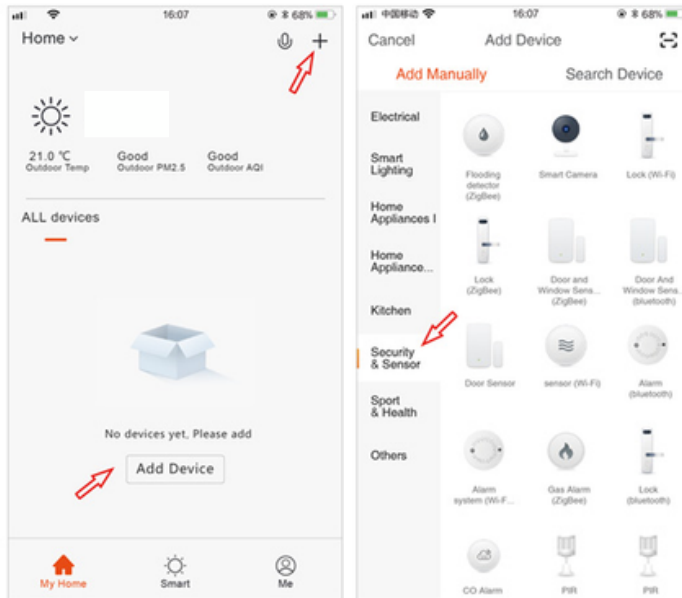 16:07
68%
Home
21.0 ℃
Outdoor Temp
Good
Outdoor PM2.5
Good
Outdoor AQI
ALL devices
No devices yet, Please add
Add Device
My Home
Smart
Me
中国移动
16:07
68%
Cancel
Add Device
Add Manually
Search Device
Electrical
Smart
Lighting
Home
Appliances I
Home
Appliance...
Kitchen
Security
& Sensor
Sport
& Health
Others
Flooding
detector
(ZigBee)
Smart Camera
Lock (Wi-Fi)
Lock
(ZigBee)
Door and
Window Sens...
(ZigBee)
Door And
Window Sens...
(bluetooth)
Door Sensor
sensor (Wi-Fi)
Alarm
(bluetooth)
Alarm
system (Wi-F...
Gas Alarm
(ZigBee)
Lock
(bluetooth)
CO Alarm
PIR
PIR